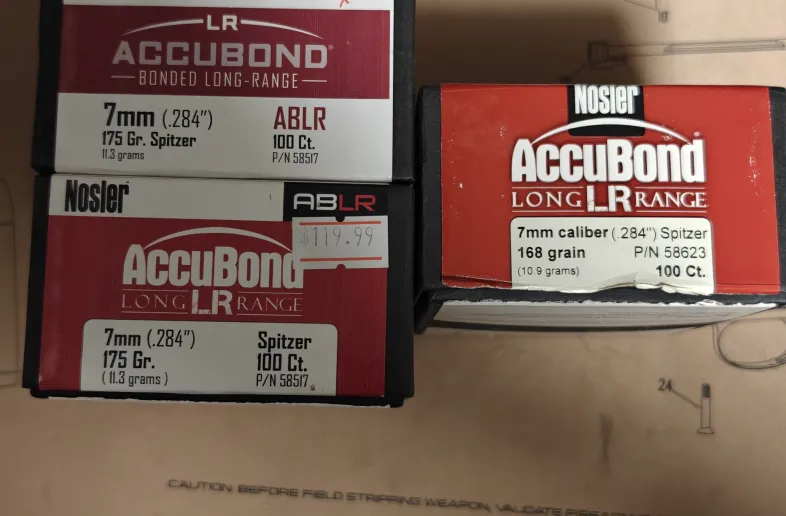 LR
ACCUBOND®
BONDED LONG-RANGE
7mm (.284") ABLR
175 Gr. Spitzer 100 Ct.
11.3 grams P/N 58517
Nosler® ABLR
119.99
AccuBond
LONG LR RANGE
7mm (.284") Spitzer
175 Gr. 100 Ct.
(11.3 grams) P/N 58517
Nosler
AccuBond®
LONG LR RANGE
7mm caliber (.284") Spitzer
168 grain P/N 58623
(10.9 grams) 100 Ct.
24
CAUTION: BEFORE FIELD STRIPPING WEAPON, VALIDATE